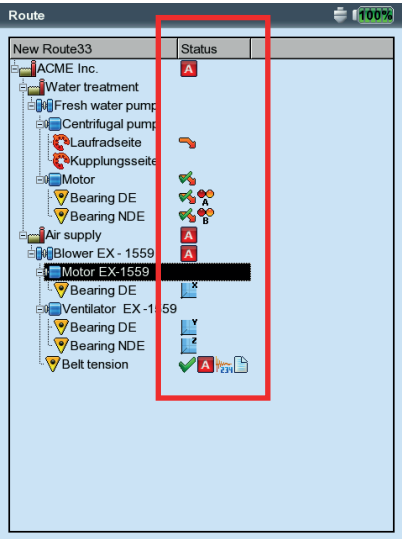 Route 100%
New Route33 Status
ACME Inc. A
Water treatment
Fresh water pump
Centrifugal pump
Laufradseite
Kupplungsseite
Motor
Bearing DE A
Bearing NDE B
Air supply A
Blower EX - 1559 A
Motor EX-1559
Bearing DE X
Ventilator EX -1559
Bearing DE Y
Bearing NDE Z
Belt tension A 1234